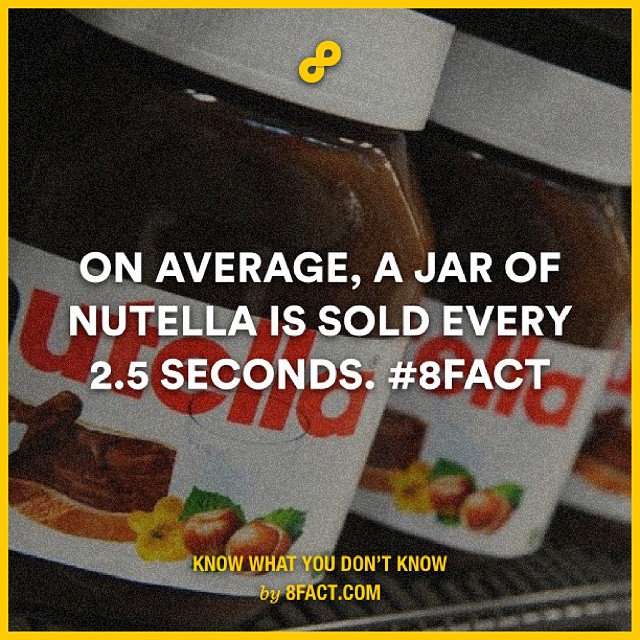 ON AVERAGE, A JAR OF
NUTELLA IS SOLD EVERY
2.5 SECONDS. #8FACT
nutella
nutella
KNOW WHAT YOU DON'T KNOW
by 8FACT.COM